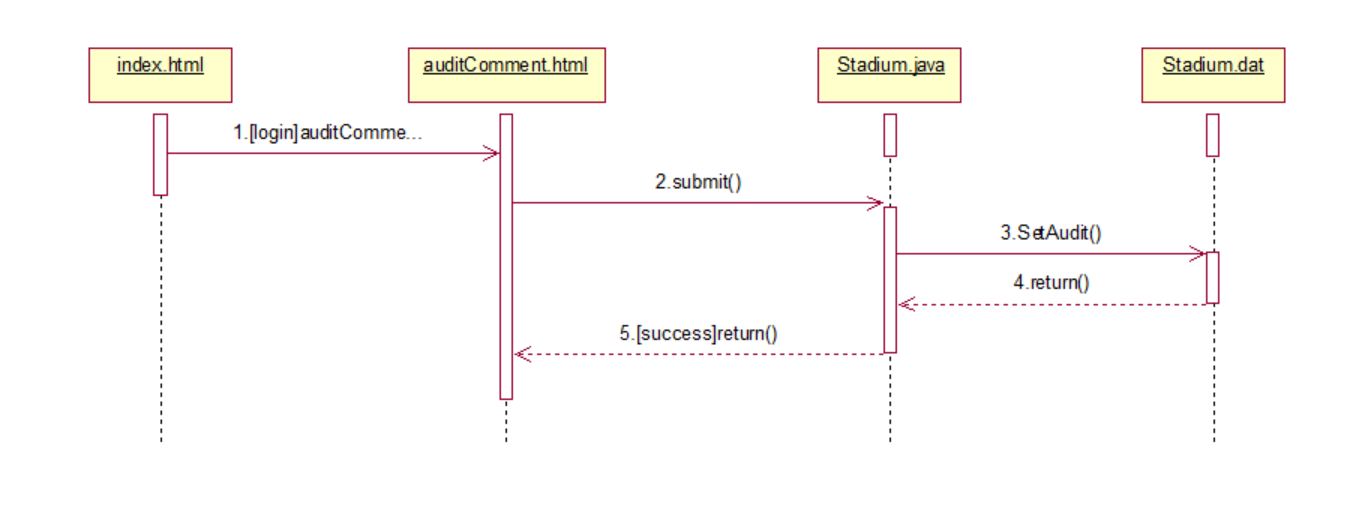 index.html
auditComment.html
Stadium.java
Stadium.dat
1.[login]auditComme...
2.submit()
3.SetAudit()
4.return()
5.[success]return()